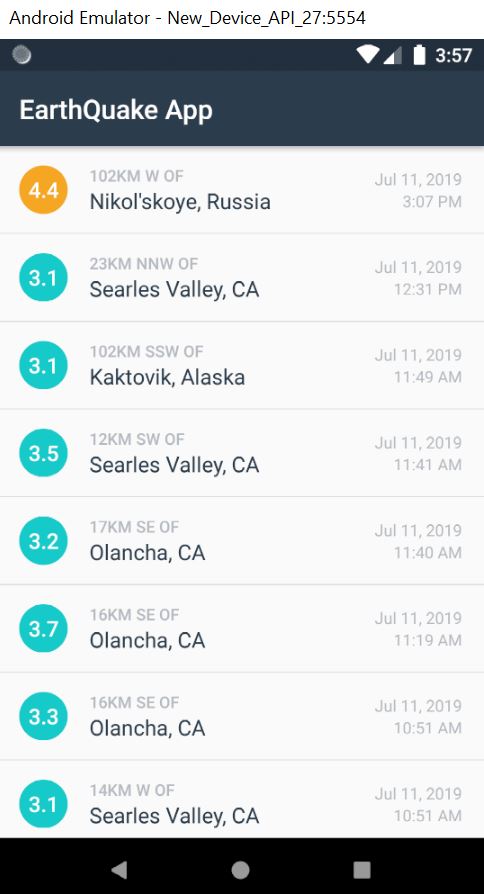 Android Emulator - New_Device_API_27:5554
3:57
EarthQuake App
4.4
102KM W OF
Nikol'skoye, Russia
Jul 11, 2019
3:07 PM
3.1
23KM NNW OF
Searles Valley, CA
Jul 11, 2019
12:31 PM
3.1
102KM SSW OF
Kaktovik, Alaska
Jul 11, 2019
11:49 AM
3.5
12KM SW OF
Searles Valley, CA
Jul 11, 2019
11:41 AM
3.2
17KM SE OF
Olancha, CA
Jul 11, 2019
11:40 AM
3.7
16KM SE OF
Olancha, CA
Jul 11, 2019
11:19 AM
3.3
16KM SE OF
Olancha, CA
Jul 11, 2019
10:51 AM
3.1
14KM W OF
Searles Valley, CA
Jul 11, 2019
10:51 AM